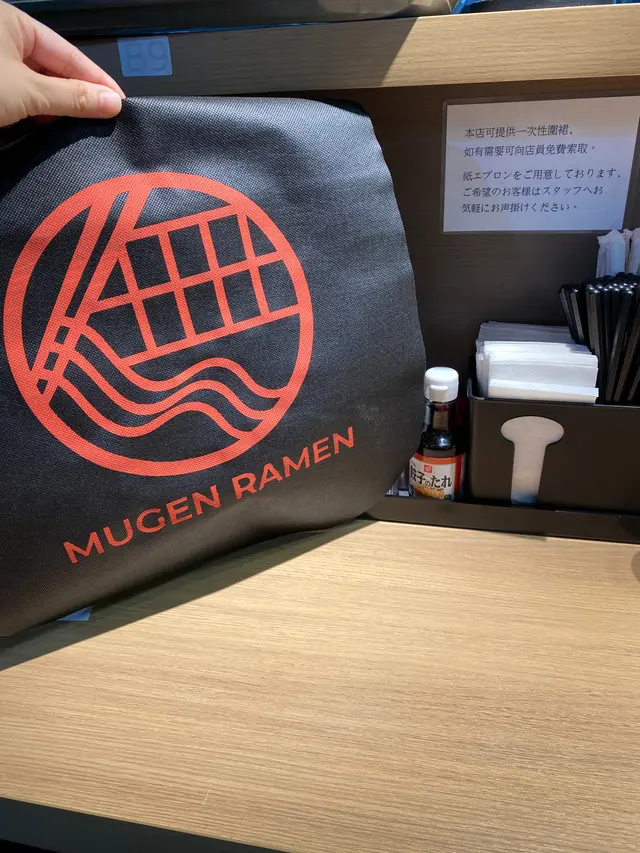 B9
本店可提供一次性圍裙、
如有需要可向店員免費索取。
紙エプロンをご用意しております。
ご希望のお客様はスタッフへお
気軽にお声掛けください。
MUGEN RAMEN
餃子のたれ